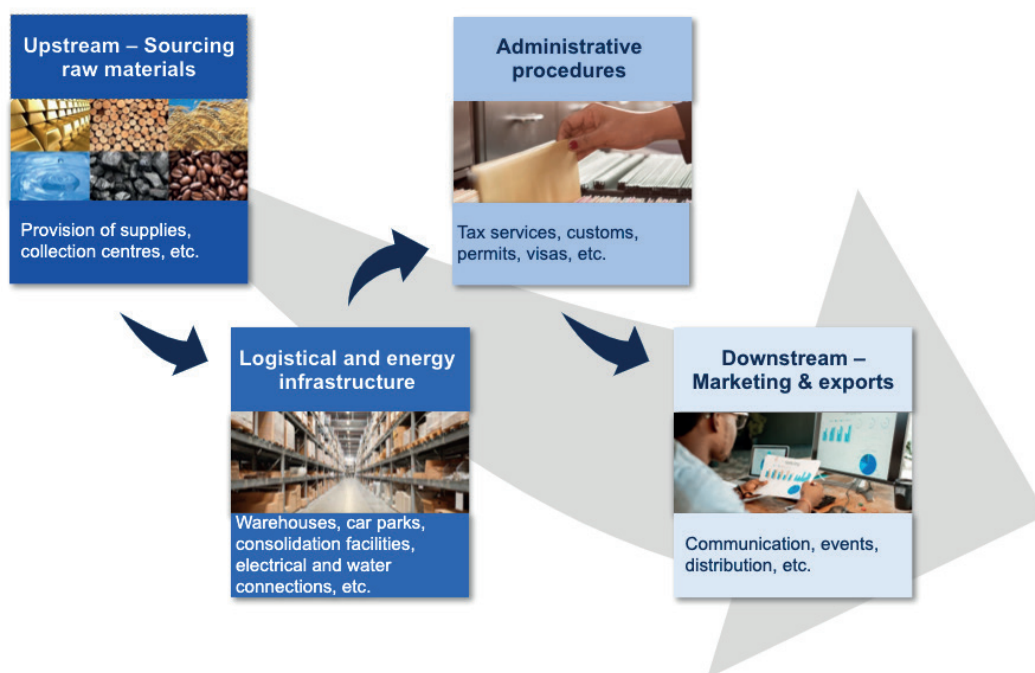 Upstream – Sourcing
raw materials
Provision of supplies,
collection centres, etc.
Logistical and energy
infrastructure
Warehouses, car parks,
consolidation facilities,
electrical and water
connections, etc.
Administrative
procedures
Tax services, customs,
permits, visas, etc.
Downstream –
Marketing & exports
Communication, events,
distribution, etc.